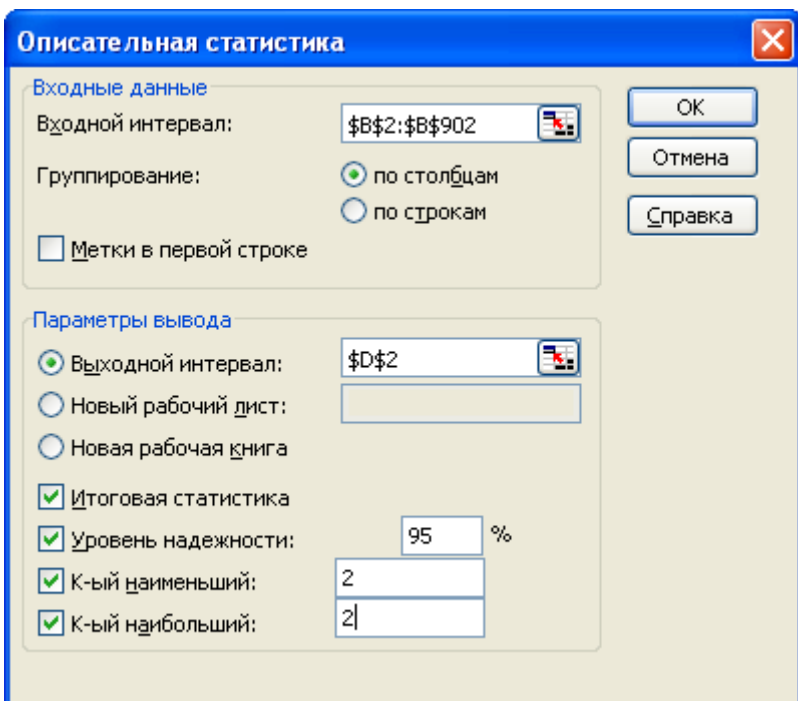 Описательная статистика
Входные данные
Входной интервал: $B$2:$B$902
Группирование: по столбцам
по строкам
Метки в первой строке
OK
Отмена
Справка
Параметры вывода
Выходной интервал: $D$2
Новый рабочий лист:
Новая рабочая книга
Итоговая статистика
Уровень надежности: 95 %
К-ый наименьший: 2
К-ый наибольший: 2